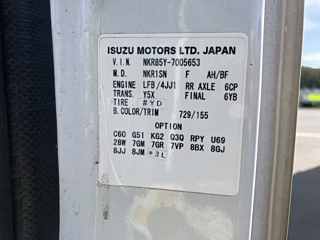 ISUZU MOTORS LTD. JAPAN
V.I.N. NKR85Y-7005653
M.D. NKR1SN F AH/BF
ENGINE LFB/4JJ1 RR AXLE 6CP
TRANS. Y5X FINAL 6YB
TIRE #YD
B.COLOR/TRIM 729/155
OPTION
C60 G51 KG2 Q3Q RPY U69
28W 7GM 7GR 7VP 8BX 8GJ
8JJ 8JM *3L